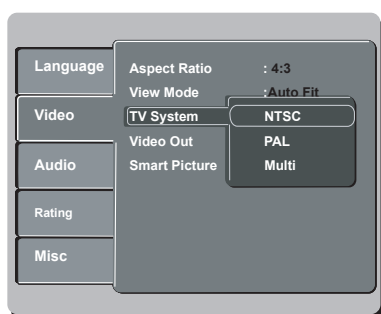 Language
Video
Audio
Rating
Misc
Aspect Ratio : 4:3
View Mode :Auto Fit
TV System NTSC
Video Out PAL
Smart Picture Multi